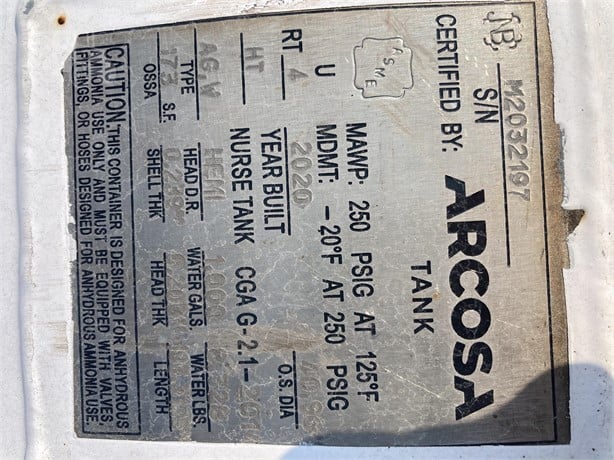 NB
S/N M2032197
CERTIFIED BY: ARCOSA
TANK
ASME
U
RT 4
HT
MAWP: 250 PSIG AT 125°F
MDMT: -20°F AT 250 PSIG
2020
YEAR BUILT
O.S. DIA
NURSE TANK CGA G-2.1-
AG,W HEMI
TYPE HEAD D.R. WATER GALS. WATER LBS.
173 S.F.
OSSA SHELL THK HEAD THK LENGTH
CAUTION: THIS CONTAINER IS DESIGNED FOR ANHYDROUS
AMMONIA USE ONLY AND MUST BE EQUIPPED WITH VALVES
FITTINGS, OR HOSES DESIGNED FOR ANHYDROUS AMMONIA USE.